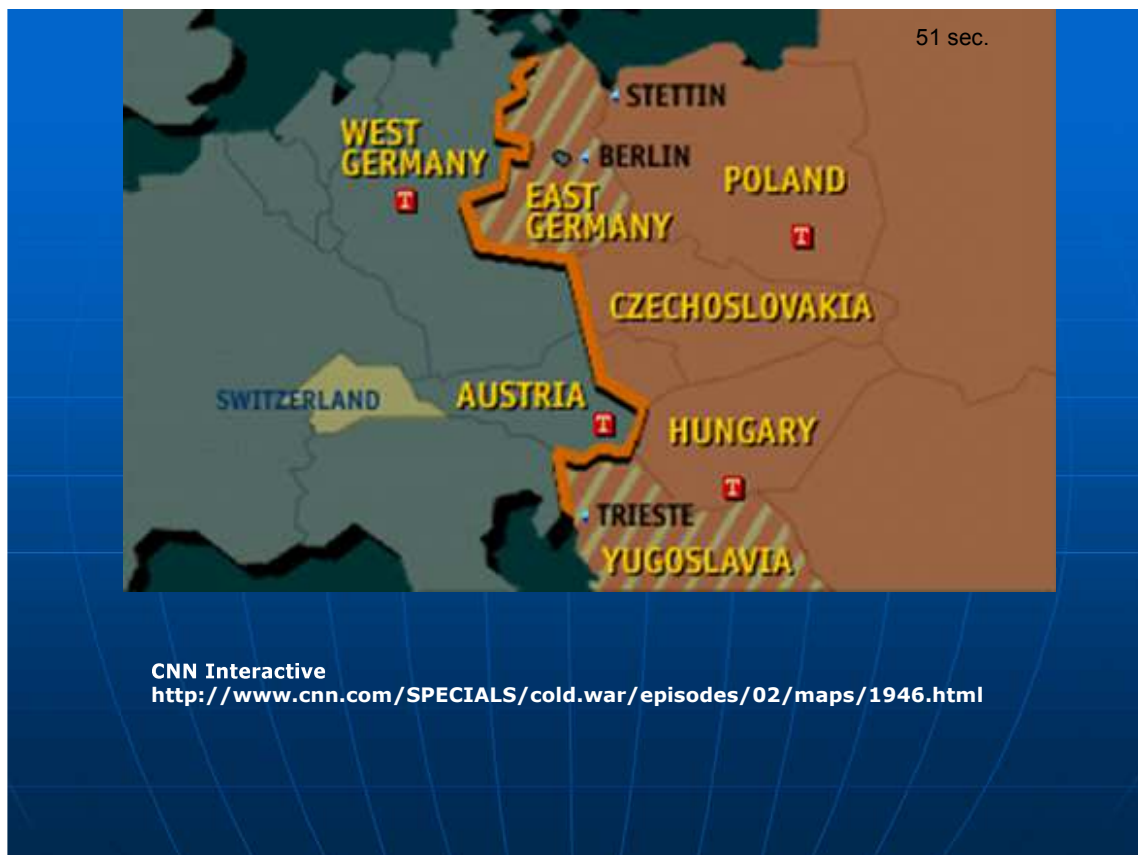 51 sec.
STETTIN
WEST
GERMANY
BERLIN
POLAND
EAST
GERMANY
T
T
CZECHOSLOVAKIA
SWITZERLAND
AUSTRIA
T
HUNGARY
T
TRIESTE
YUGOSLAVIA
CNN Interactive
http://www.cnn.com/SPECIALS/cold.war/episodes/02/maps/1946.html